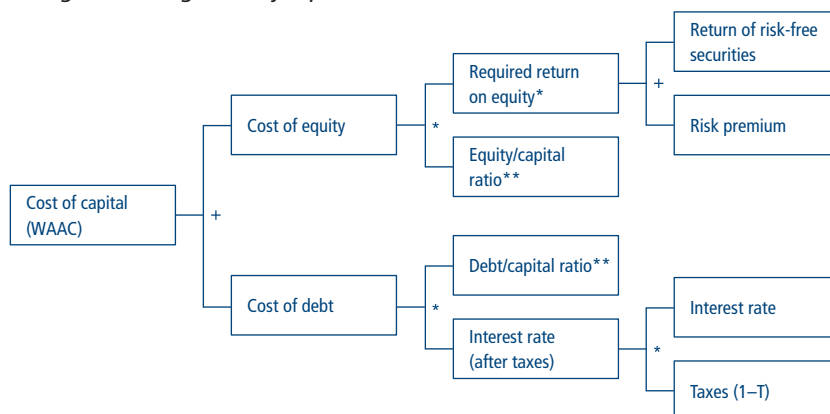 Return of risk-free
securities
Required return
on equity*
+
Cost of equity
*
Risk premium
Equity/capital
ratio**
Cost of capital
(WAAC)
+
Debt/capital ratio**
Cost of debt
*
Interest rate
Interest rate
(after taxes)
*
Taxes (1–T)